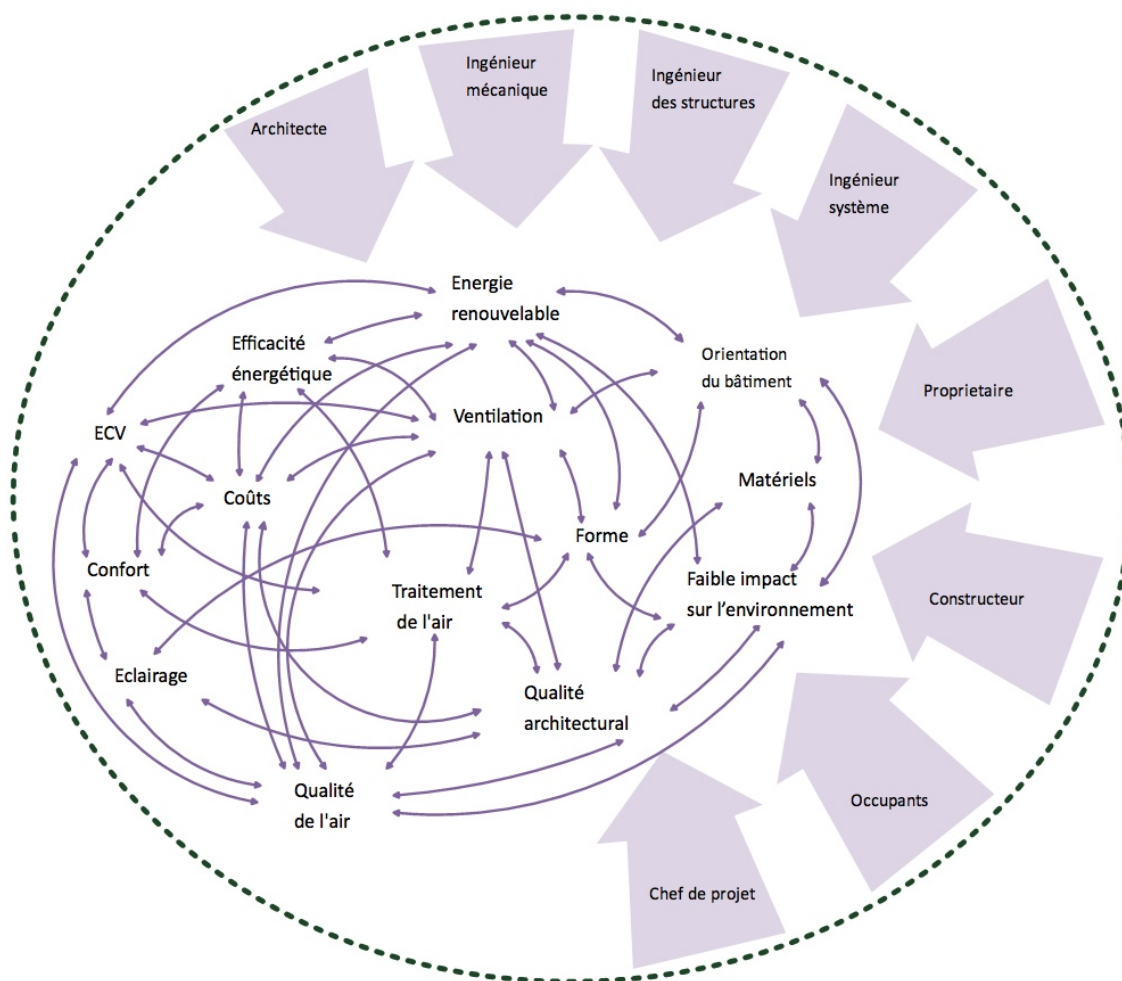 Ingénieur
mécanique
Ingénieur
des structures
Architecte
Ingénieur
système
Energie
renouvelable
Efficacité
énergétique
Orientation
du bâtiment
Proprietaire
Ventilation
ECV
Coûts
Matériels
Forme
Confort
Traitement
de l'air
Faible impact
sur l’environnement
Constructeur
Eclairage
Qualité
architectural
Qualité
de l'air
Occupants
Chef de projet